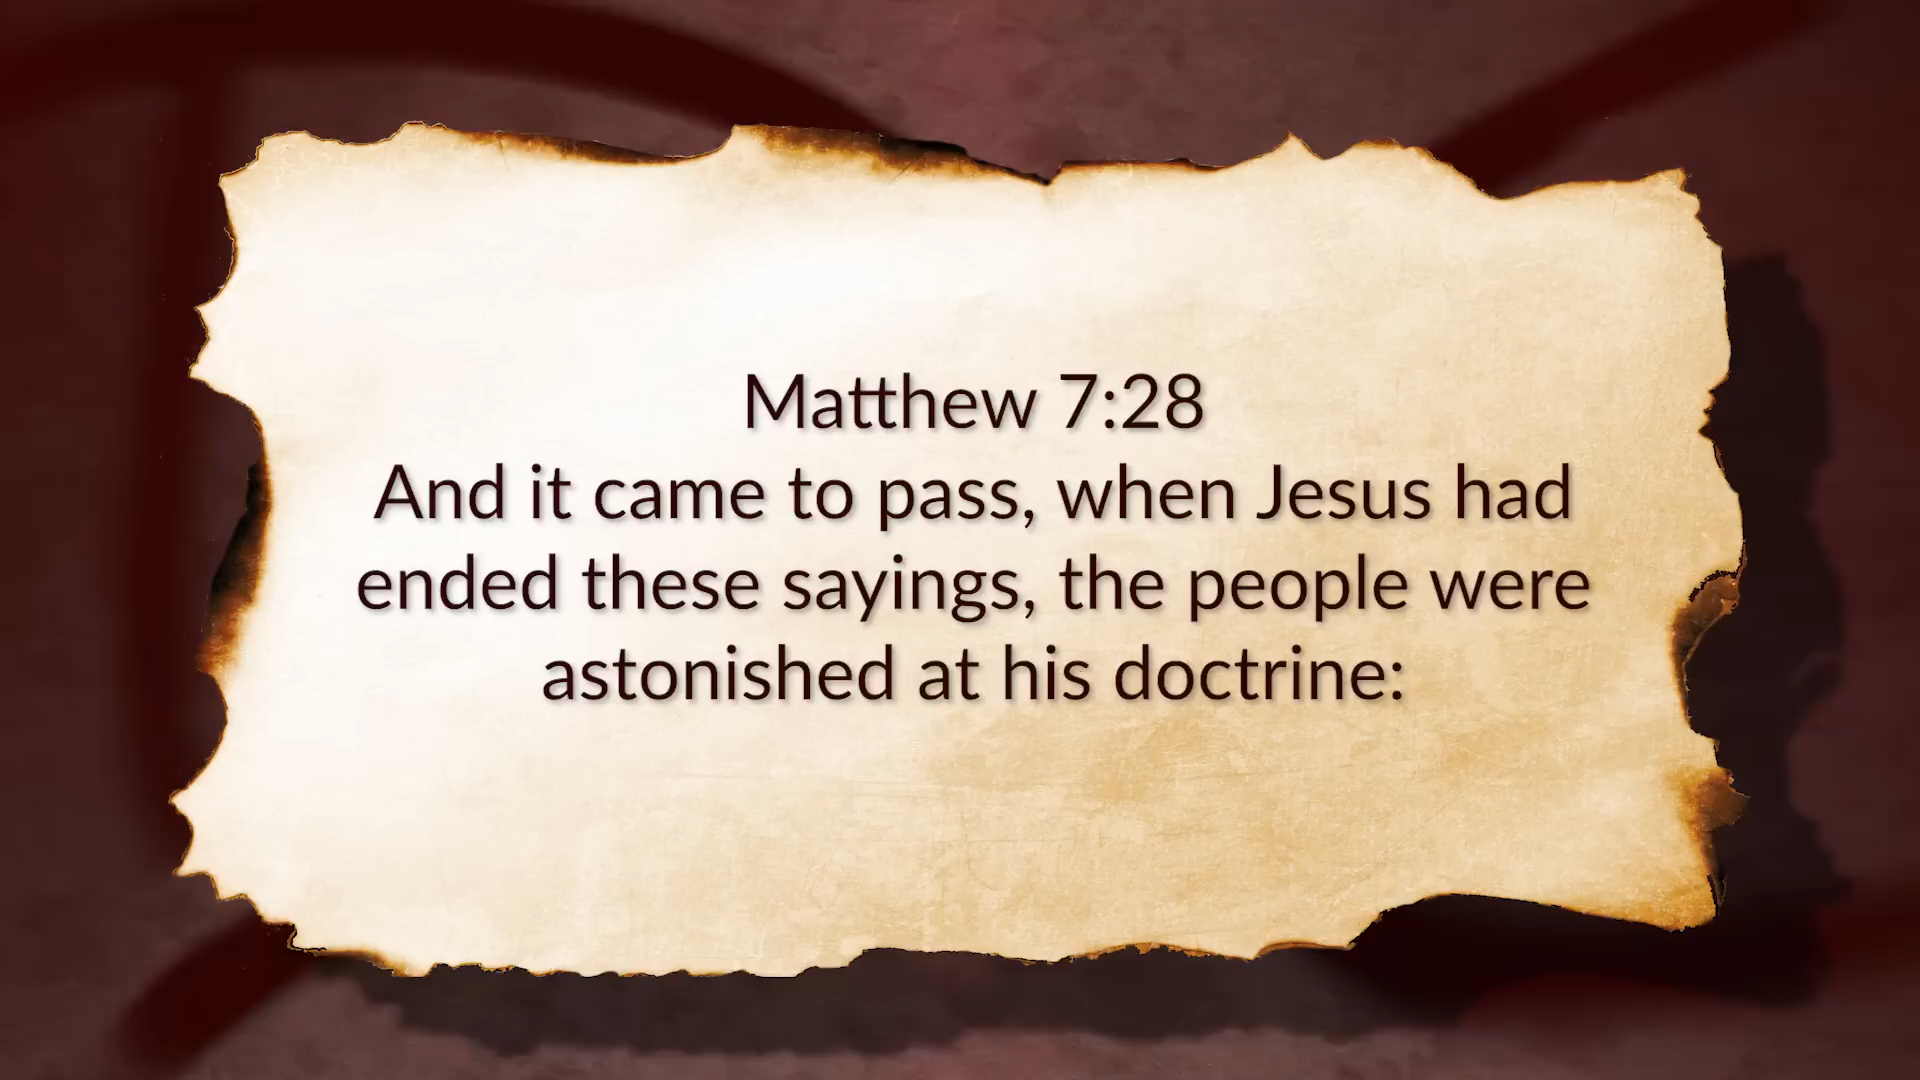 Matthew 7:28
And it came to pass, when Jesus had
ended these sayings, the people were
astonished at his doctrine: